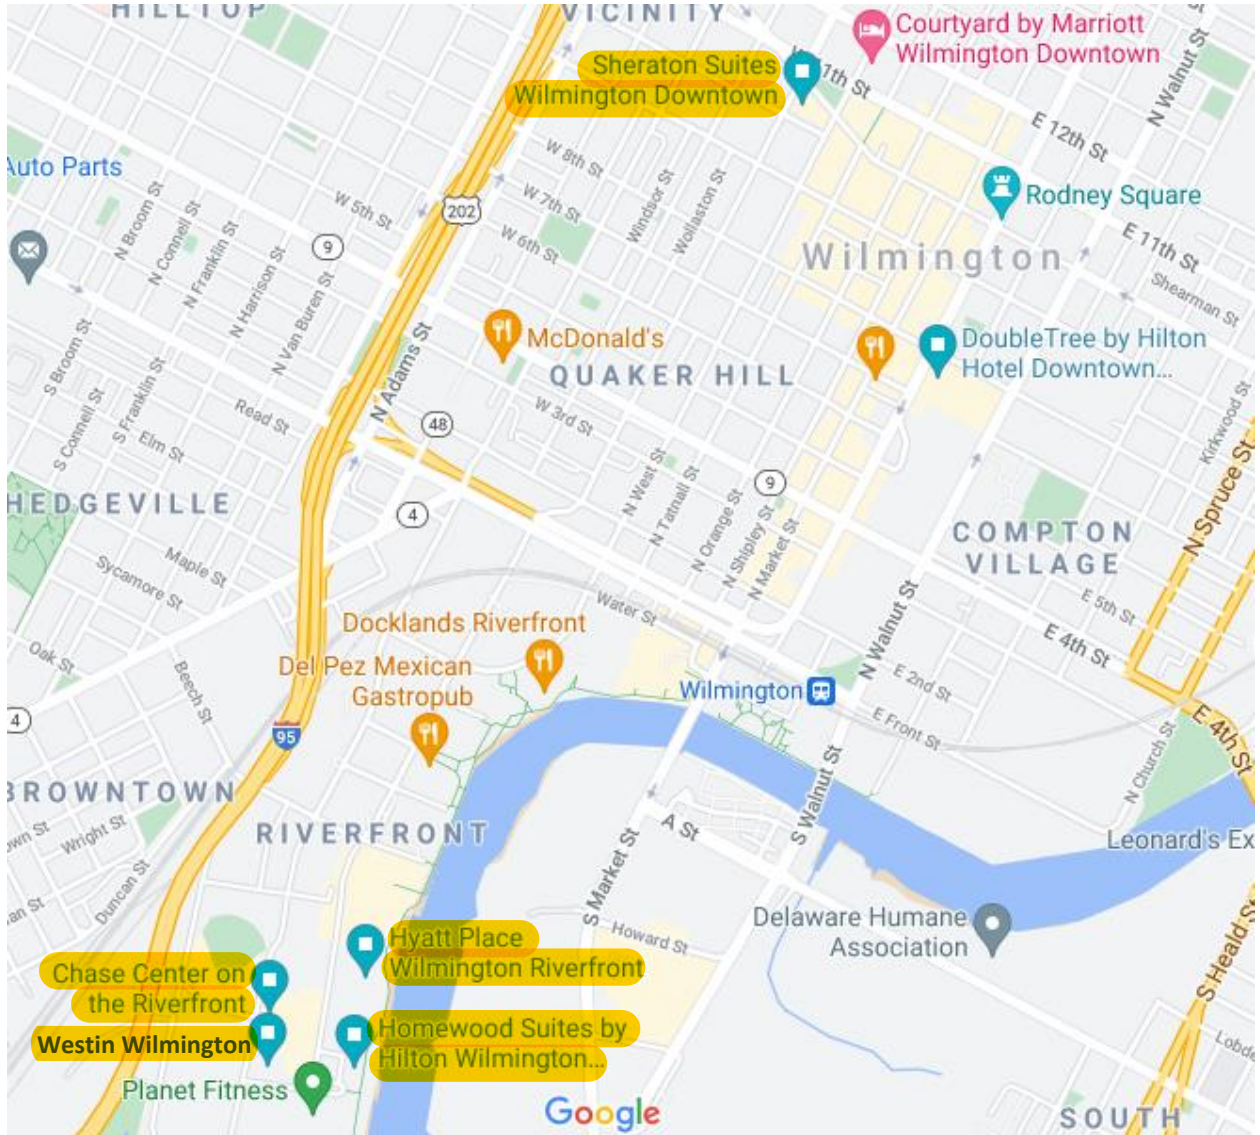 HILLTOP
VICINITY
Courtyard by Marriott
Wilmington Downtown
Sheraton Suites
Wilmington Downtown
W 11th St
N Walnut St
E 12th St
Auto Parts
W 8th St
202
W 7th St
Windsor St
Wollaston St
Rodney Square
W 5th St
N Broom St
N Connell St
N Franklin St
N Harrison St
N Van Buren St
9
W 6th St
Wilmington
E 11th St
Shearman St
McDonald's
DoubleTree by Hilton
Hotel Downtown...
QUAKER HILL
N Adams St
S Broom St
S Connell St
S Franklin St
Read St
Elm St
W 3rd St
48
Kirkwood St
N Spruce St
HEDGEVILLE
4
N West St
N Tatnall St
N Orange St
N Shipley St
N Market St
9
COMPTON
VILLAGE
Maple St
Sycamore St
Water St
E 5th St
E 4th St
Docklands Riverfront
Del Pez Mexican
Gastropub
Oak St
Beech St
Wilmington
N Walnut St
E 2nd St
E Front St
4
95
E 4th St
N Church St
BROWNTOWN
RIVERFRONT
Wright St
Duncan St
S Walnut St
A St
S Market St
Leonard's Ex
Howard St
Delaware Humane
Association
S Heald St
Hyatt Place
Wilmington Riverfront
Chase Center on
the Riverfront
Westin Wilmington
Homewood Suites by
Hilton Wilmington...
Planet Fitness
Google
SOUTH